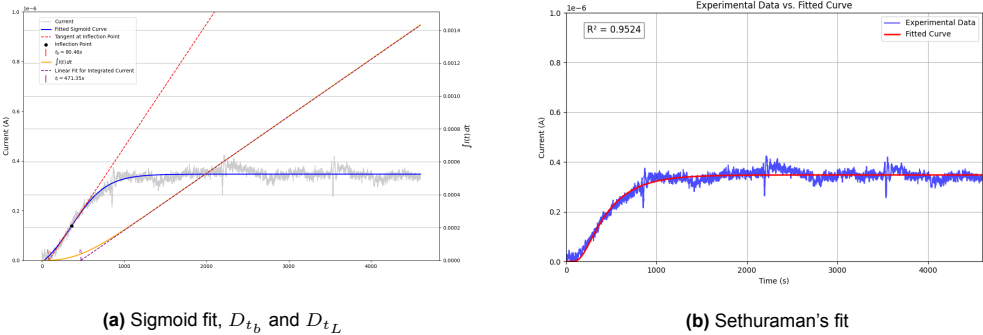 1e-6
Current
Fitted Sigmoid Curve
Tangent at Inflection Point
Inflection Point
t_b = 80.48s
∫I(t) dt
Linear Fit for Integrated Current
t_l = 471.35s
1.0
0.8
0.6
0.4
0.2
0.0
Current (A)
0 1000 2000 3000 4000
0.0014
0.0012
0.0010
0.0008
0.0006
0.0004
0.0002
0.0000
∫I(t) dt
(a) Sigmoid fit, D_{t_b} and D_{t_L}
1e-6
Experimental Data vs. Fitted Curve
R² = 0.9524
Experimental Data
Fitted Curve
1.0
0.8
0.6
0.4
0.2
0.0
Current (A)
0 1000 2000 3000 4000
Time (s)
(b) Sethuraman's fit